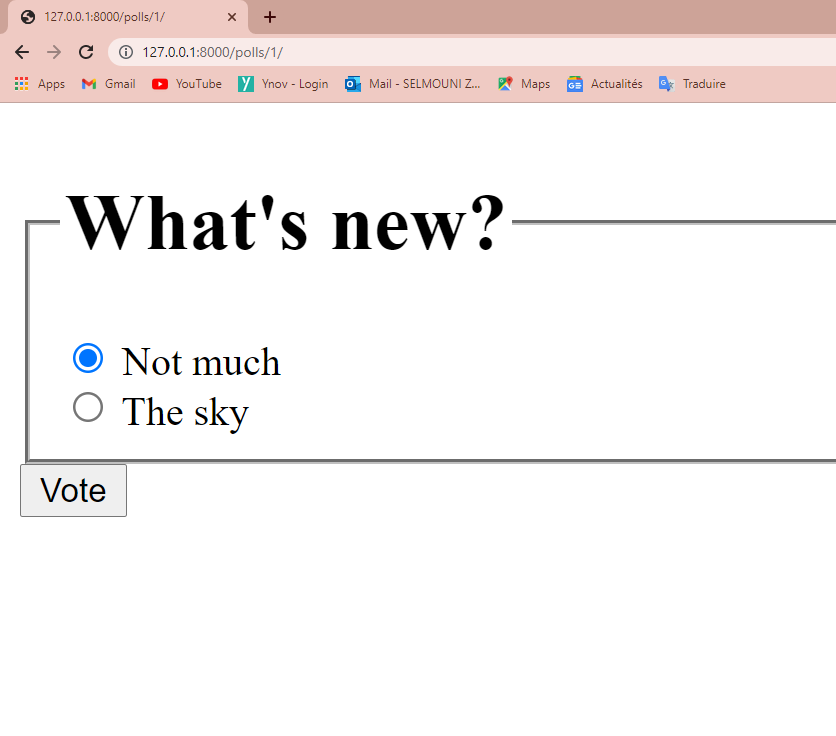 127.0.0.1:8000/polls/1/
127.0.0.1:8000/polls/1/
Apps Gmail YouTube Ynov - Login Mail - SELMOUNI Z... Maps Actualités Traduire
What's new?
Not much
The sky
Vote